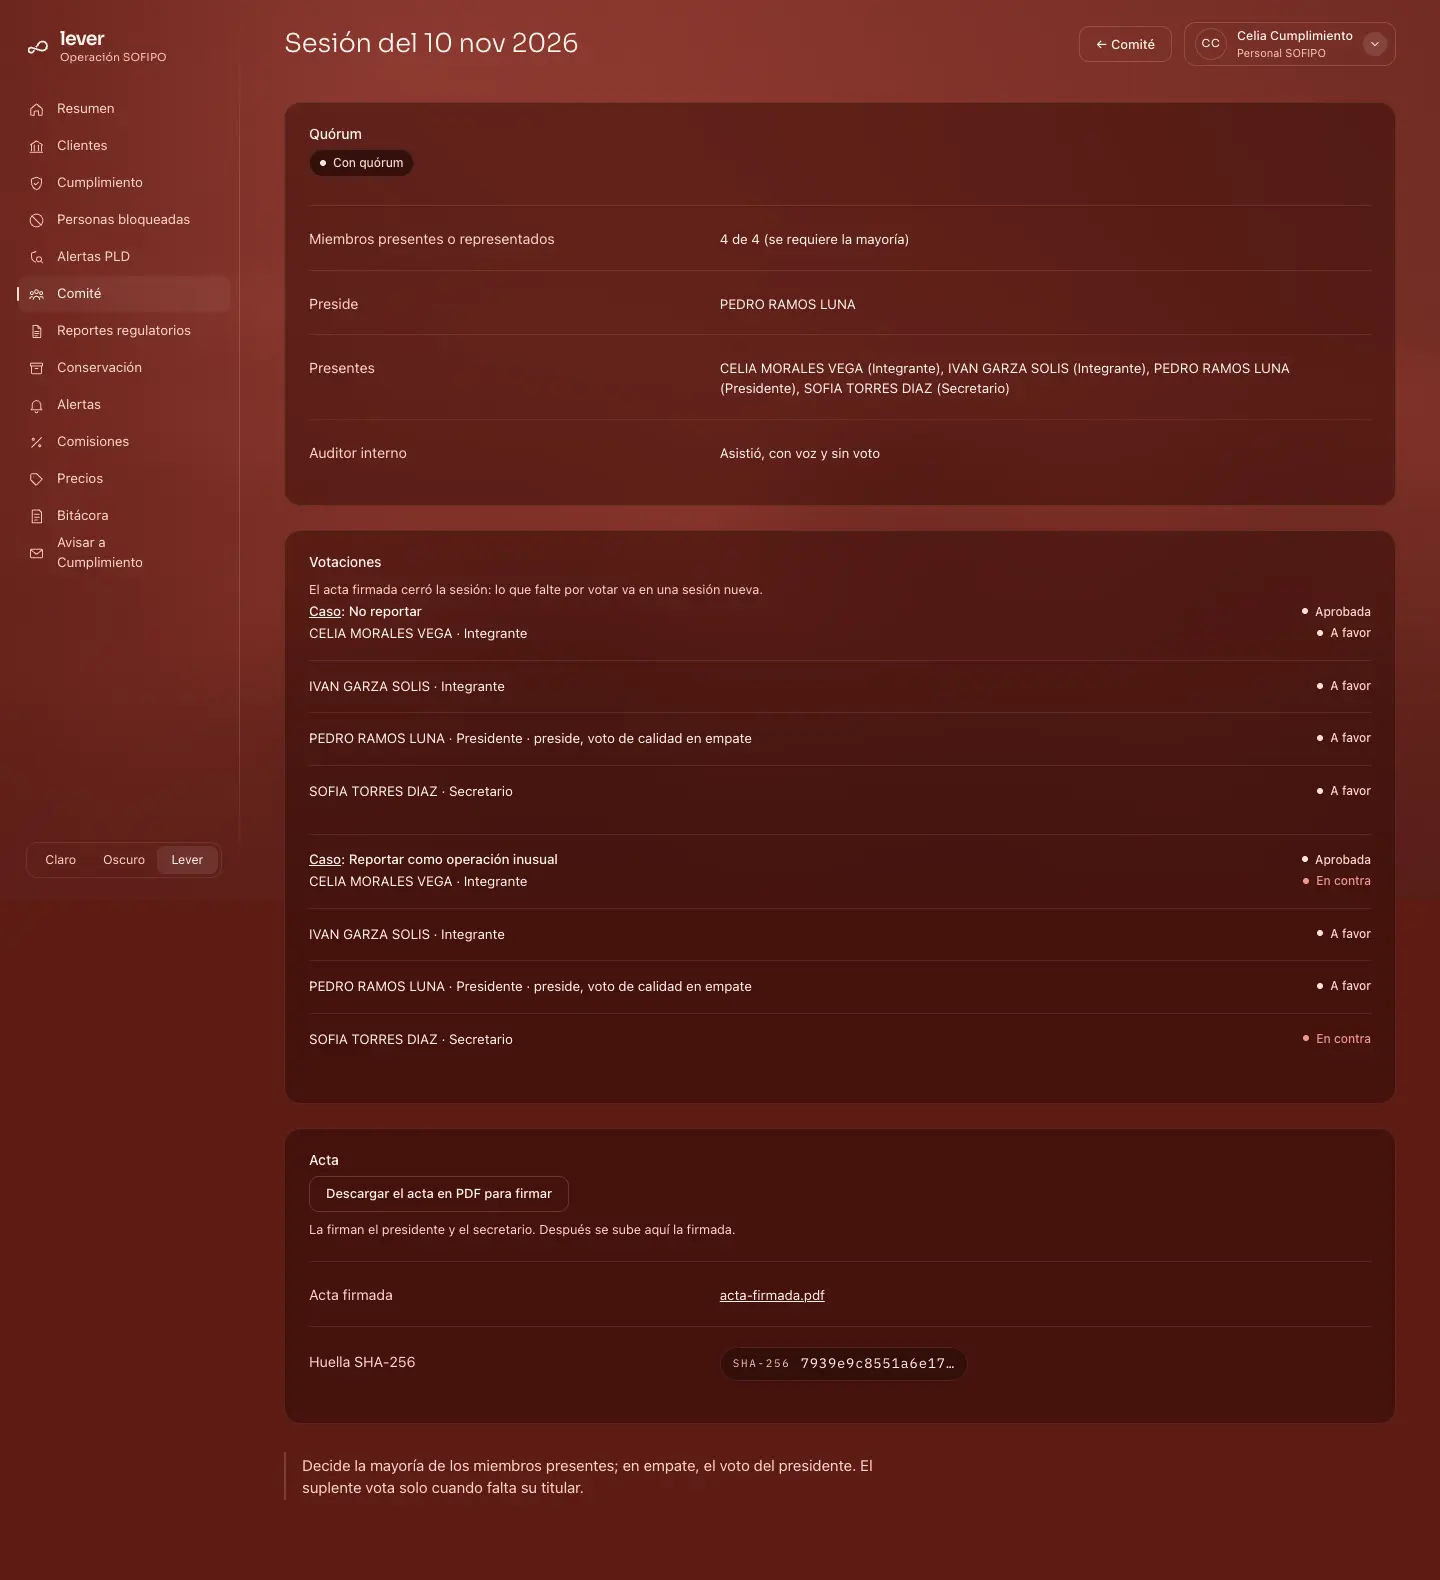 lever
Operación SOFIPO
Resumen
Clientes
Cumplimiento
Personas bloqueadas
Alertas PLD
Comité
Reportes regulatorios
Conservación
Alertas
Comisiones
Precios
Bitácora
Avisar a
Cumplimiento
Claro Oscuro Lever
Sesión del 10 nov 2026
← Comité
CC
Celia Cumplimiento
Personal SOFIPO
Quórum
Con quórum
Miembros presentes o representados
4 de 4 (se requiere la mayoría)
Preside
PEDRO RAMOS LUNA
Presentes
CELIA MORALES VEGA (Integrante), IVAN GARZA SOLIS (Integrante), PEDRO RAMOS LUNA
(Presidente), SOFIA TORRES DIAZ (Secretario)
Auditor interno
Asistió, con voz y sin voto
Votaciones
El acta firmada cerró la sesión: lo que falte por votar va en una sesión nueva.
Caso: No reportar
Aprobada
CELIA MORALES VEGA · Integrante
A favor
IVAN GARZA SOLIS · Integrante
A favor
PEDRO RAMOS LUNA · Presidente · preside, voto de calidad en empate
A favor
SOFIA TORRES DIAZ · Secretario
A favor
Caso: Reportar como operación inusual
Aprobada
CELIA MORALES VEGA · Integrante
En contra
IVAN GARZA SOLIS · Integrante
A favor
PEDRO RAMOS LUNA · Presidente · preside, voto de calidad en empate
A favor
SOFIA TORRES DIAZ · Secretario
En contra
Acta
Descargar el acta en PDF para firmar
La firman el presidente y el secretario. Después se sube aquí la firmada.
Acta firmada
acta-firmada.pdf
Huella SHA-256
SHA-256 7939e9c8551a6e17…
Decide la mayoría de los miembros presentes; en empate, el voto del presidente. El
suplente vota solo cuando falta su titular.